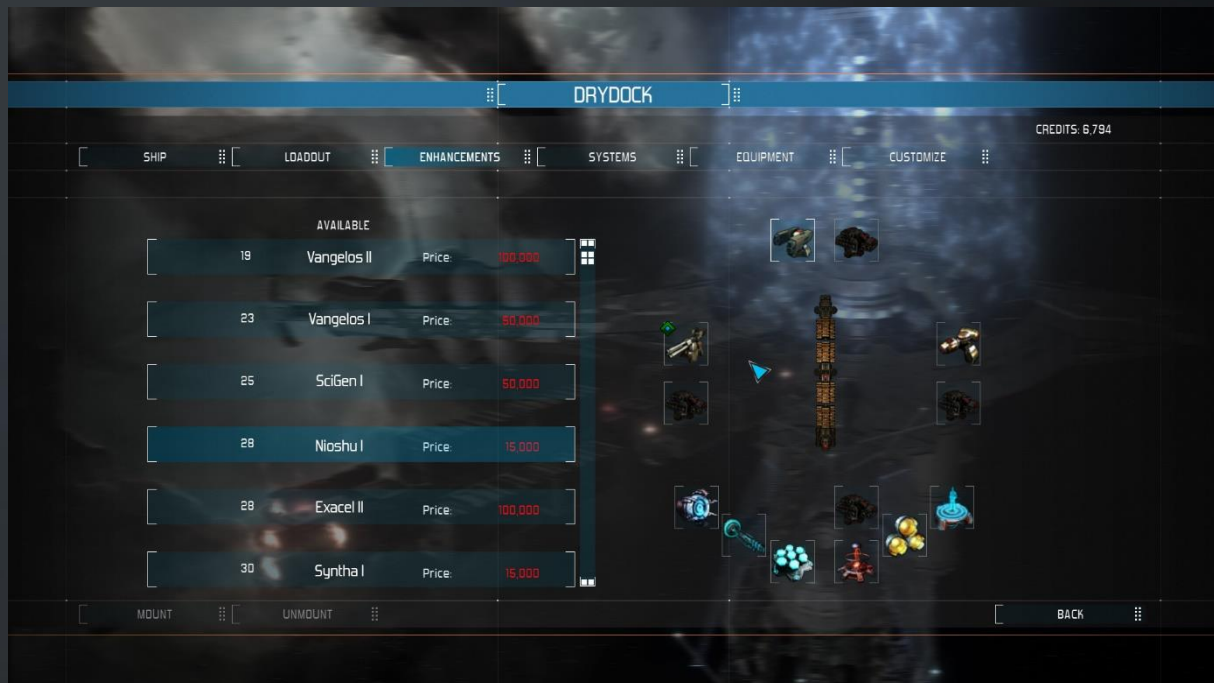 DRYDOCK
CREDITS: 6,794
SHIP LOADOUT ENHANCEMENTS SYSTEMS EQUIPMENT CUSTOMIZE
AVAILABLE
19 Vangelos II Price: 100,000
23 Vangelos I Price: 50,000
25 SciGen I Price: 50,000
28 Nioshu I Price: 15,000
28 Exacel II Price: 100,000
30 Syntha I Price: 15,000
MOUNT UNMOUNT BACK